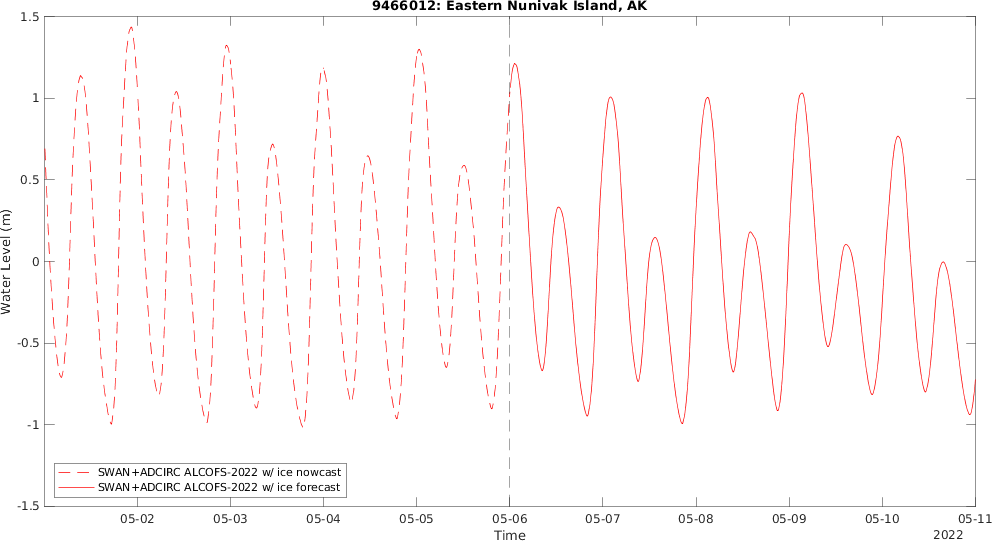 9466012: Eastern Nunivak Island, AK
1.5
1
0.5
0
-0.5
-1
-1.5
Water Level (m)
SWAN+ADCIRC ALCOFS-2022 w/ ice nowcast
SWAN+ADCIRC ALCOFS-2022 w/ ice forecast
05-02 05-03 05-04 05-05 05-06 05-07 05-08 05-09 05-10 05-11
Time
2022